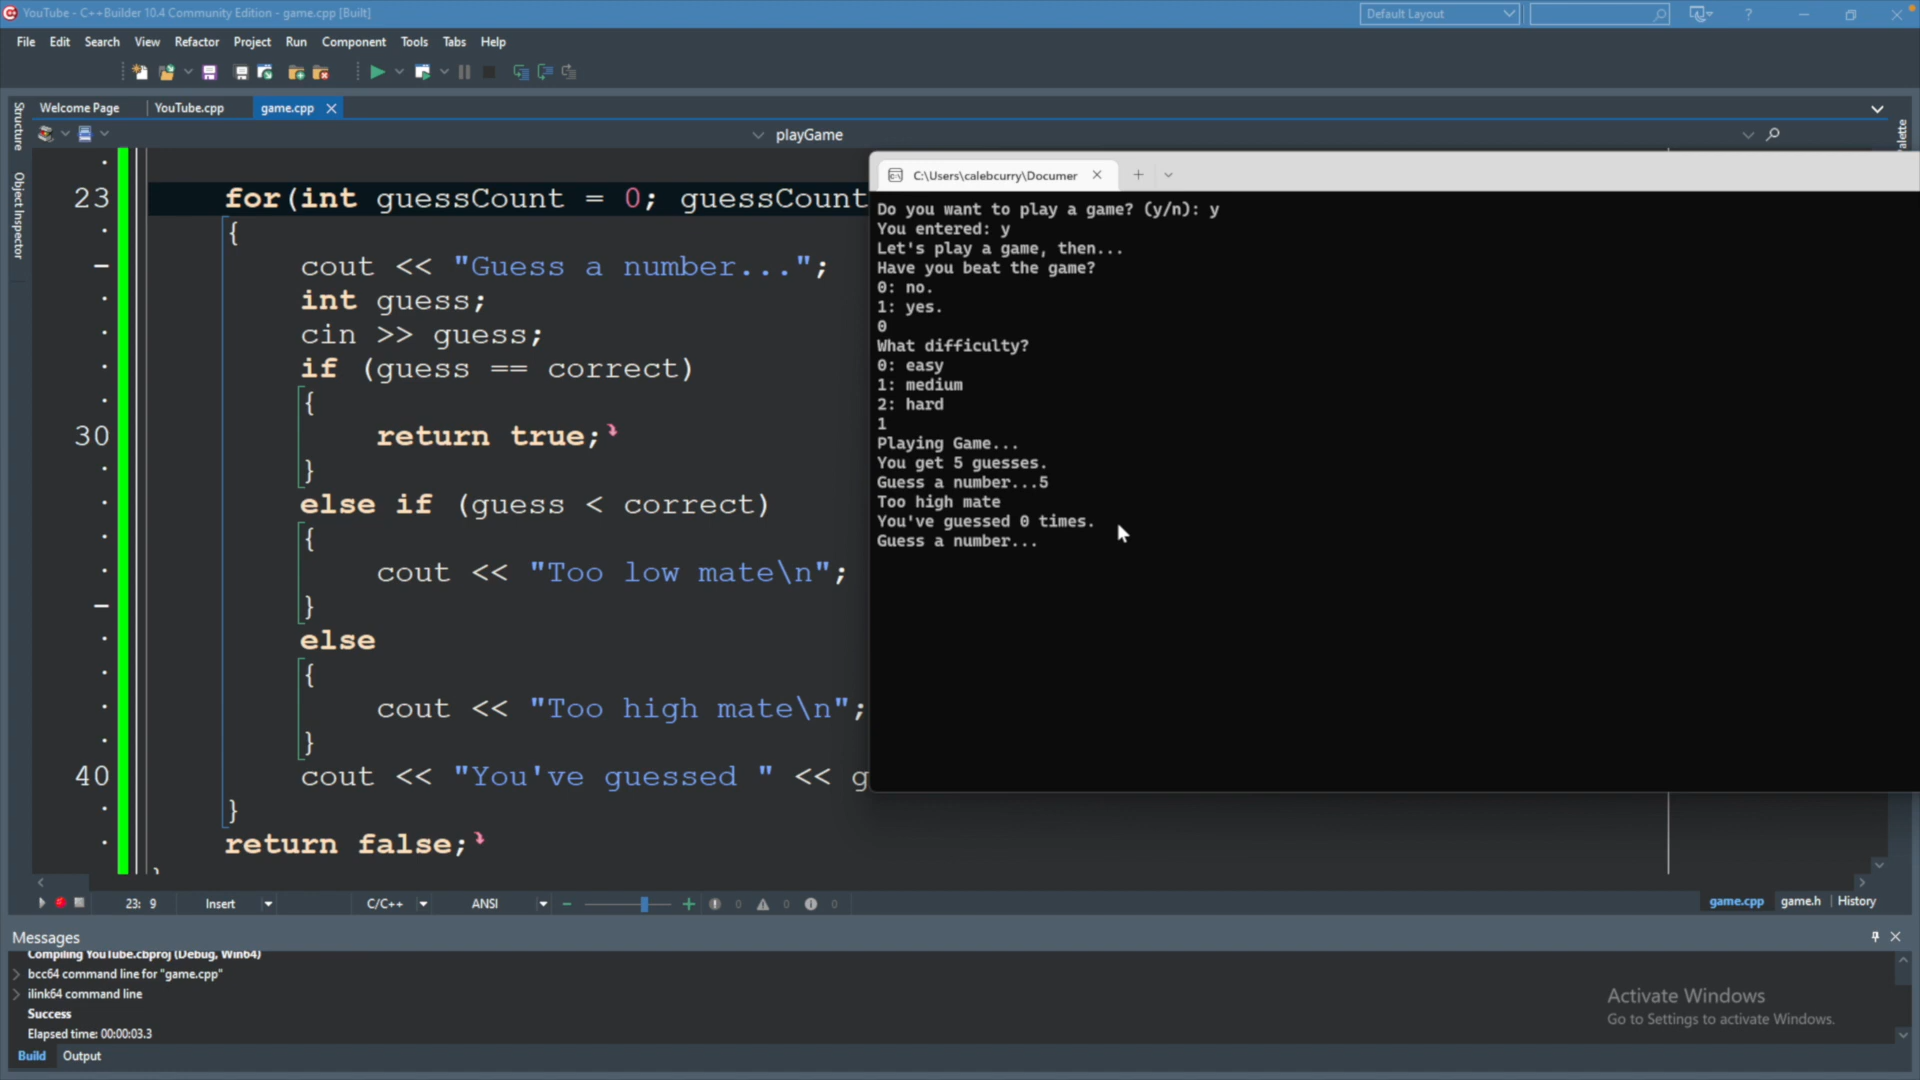 YouTube - C++Builder 10.4 Community Edition - game.cpp [Built]
Default Layout
?
File Edit Search View Refactor Project Run Component Tools Tabs Help
Welcome Page YouTube.cpp game.cpp
playGame
Structure
Object Inspector
23 for(int guessCount = 0; guessCount
{
cout << "Guess a number...";
int guess;
cin >> guess;
if (guess == correct)
{
30 return true;
}
else if (guess < correct)
{
cout << "Too low mate\n";
}
else
{
cout << "Too high mate\n";
}
40 cout << "You've guessed " << g
}
return false;
C:\Users\calebcurry\Documer
Do you want to play a game? (y/n): y
You entered: y
Let's play a game, then...
Have you beat the game?
0: no.
1: yes.
0
What difficulty?
0: easy
1: medium
2: hard
1
Playing Game...
You get 5 guesses.
Guess a number...5
Too high mate
You've guessed 0 times.
Guess a number...
23: 9 Insert C/C++ ANSI 0 0 0
game.cpp game.h History
Messages
Compiling YouTube.cbproj (Debug, Win64)
bcc64 command line for "game.cpp"
ilink64 command line
Success
Elapsed time: 00:00:03.3
Build Output
Activate Windows
Go to Settings to activate Windows.